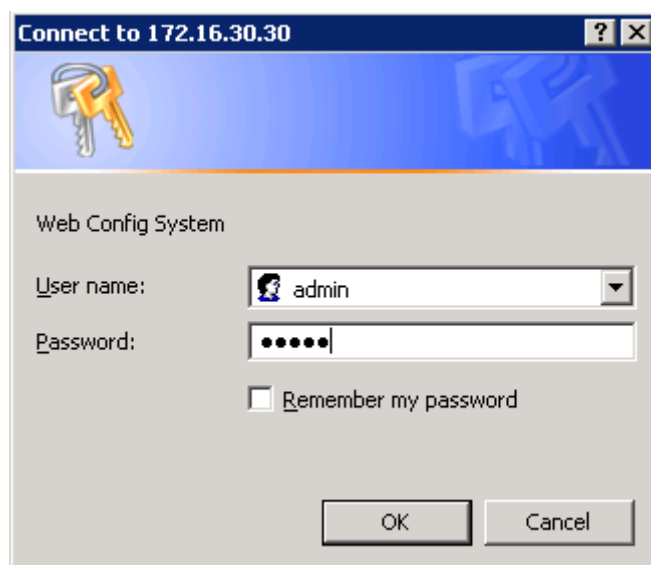 Connect to 172.16.30.30
Web Config System
User name:
admin
Password:
●●●●●
Remember my password
OK
Cancel